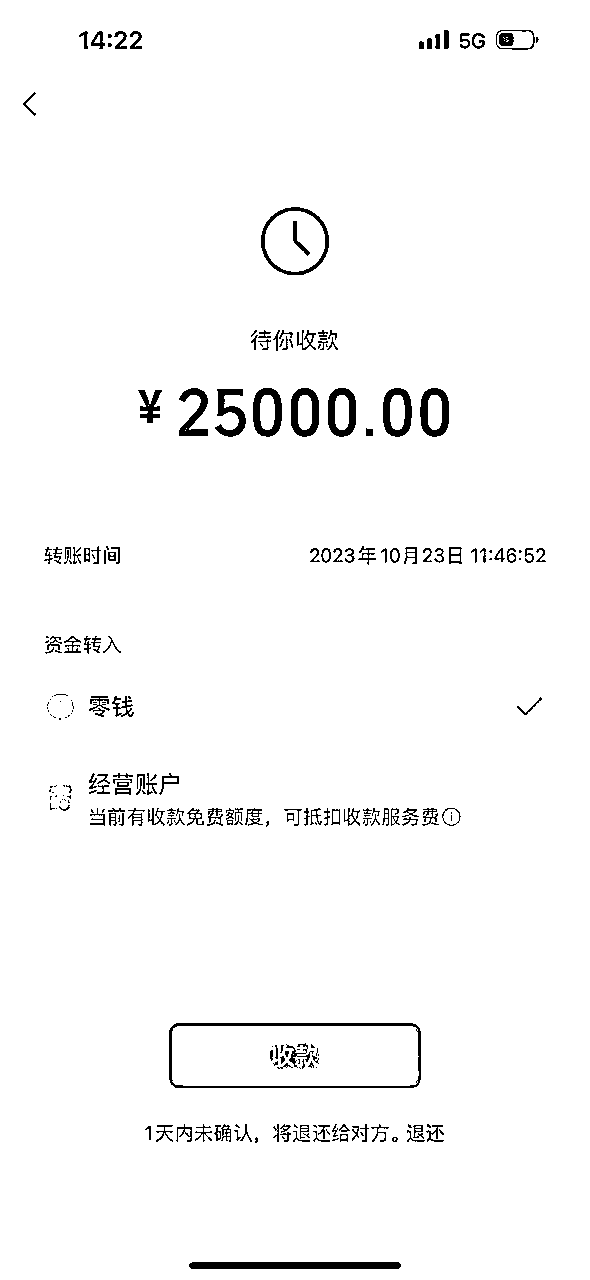 14:22 5G
待你收款
¥25000.00
转账时间 2023年10月23日 11:46:52
资金转入
零钱
经营账户
当前有收款免费额度，可抵扣收款服务费
收款
1天内未确认，将退还给对方。退还